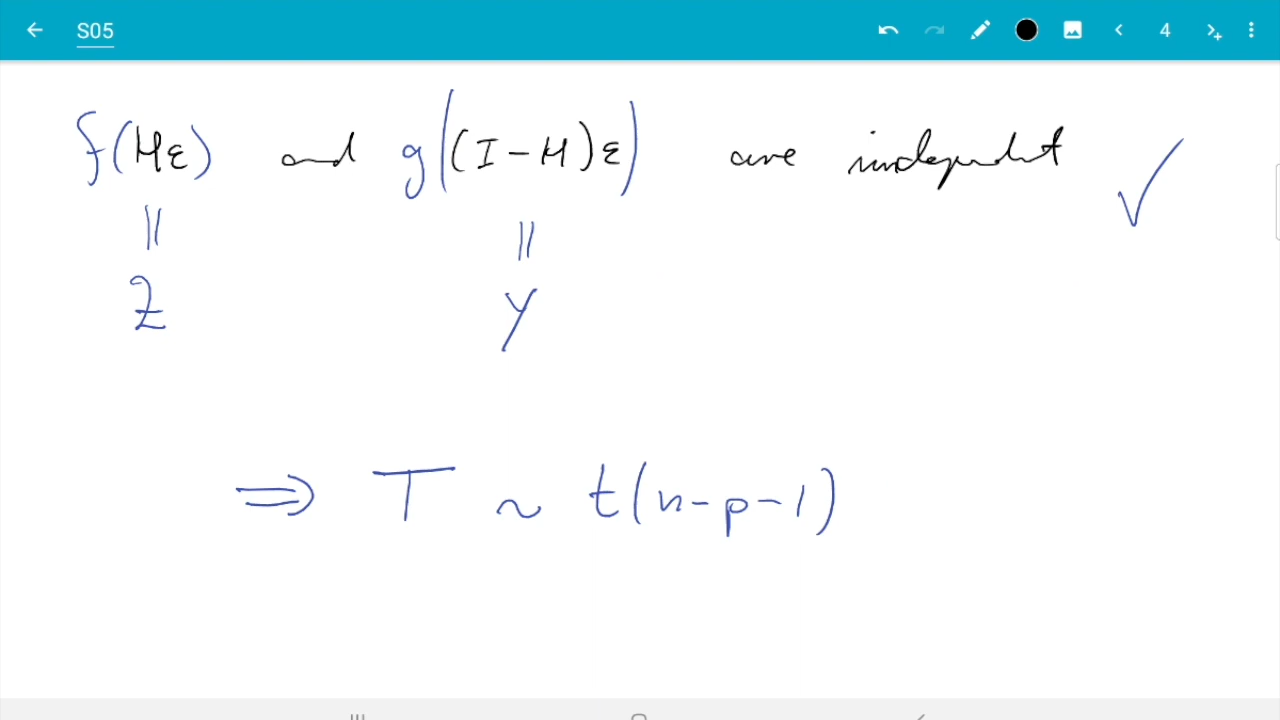 S05 4
f(Hε) and g((I-H)ε) are independent ✓
= =
Z Y
⇒ T ~ t(n-p-1)